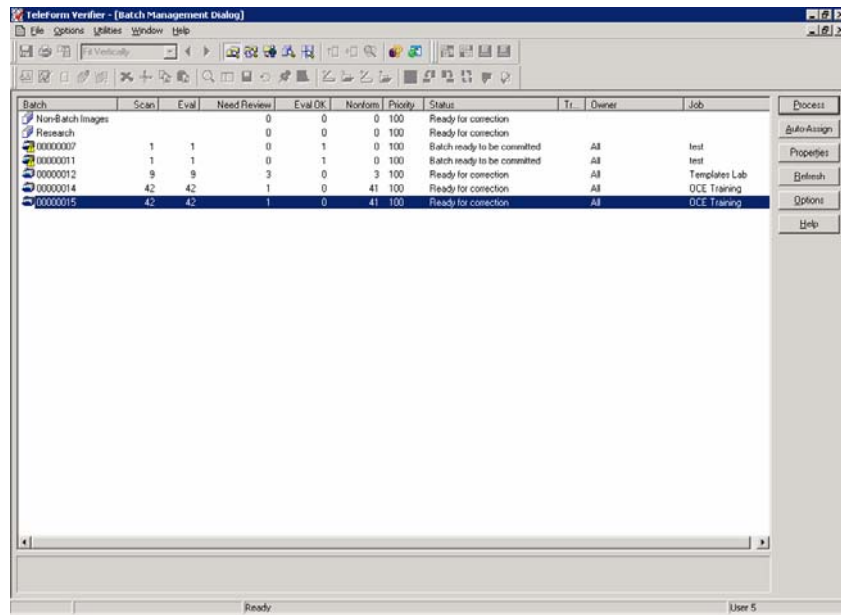 TeleForm Verifier - [Batch Management Dialog]
File Options Utilities Window Help
Fit Vertically
Batch Scan Eval Need Review Eval OK Nonform Priority Status Tr... Owner Job
Non-Batch Images 0 0 0 100 Ready for correction
Research 0 0 0 100 Ready for correction
00000007 1 1 0 1 0 100 Batch ready to be committed All test
00000011 1 1 0 1 0 100 Batch ready to be committed All test
00000012 9 9 3 0 3 100 Ready for correction All Templates Lab
00000014 42 42 1 0 41 100 Ready for correction All OCE Training
00000015 42 42 1 0 41 100 Ready for correction All OCE Training
Process
Auto-Assign
Properties
Refresh
Options
Help
Ready User 5